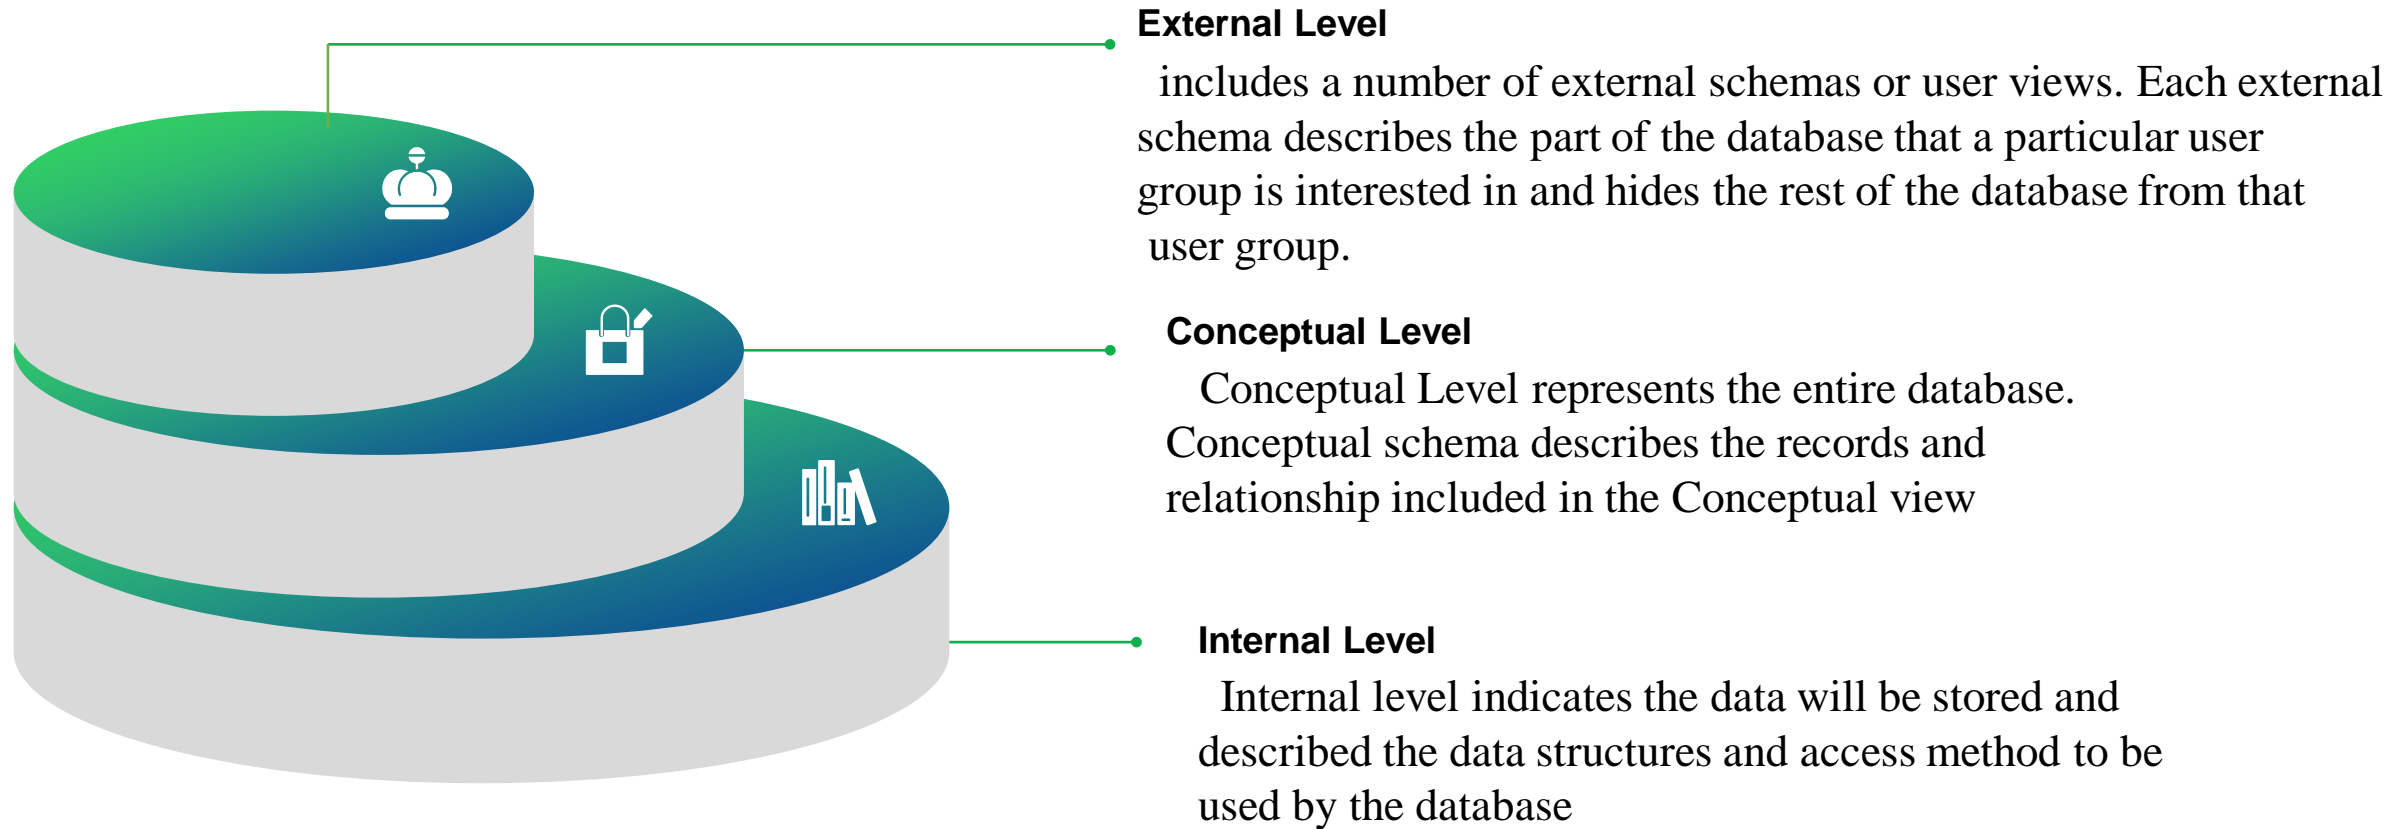 External Level
includes a number of external schemas or user views. Each external
schema describes the part of the database that a particular user
group is interested in and hides the rest of the database from that
user group.
Conceptual Level
Conceptual Level represents the entire database.
Conceptual schema describes the records and
relationship included in the Conceptual view
Internal Level
Internal level indicates the data will be stored and
described the data structures and access method to be
used by the database